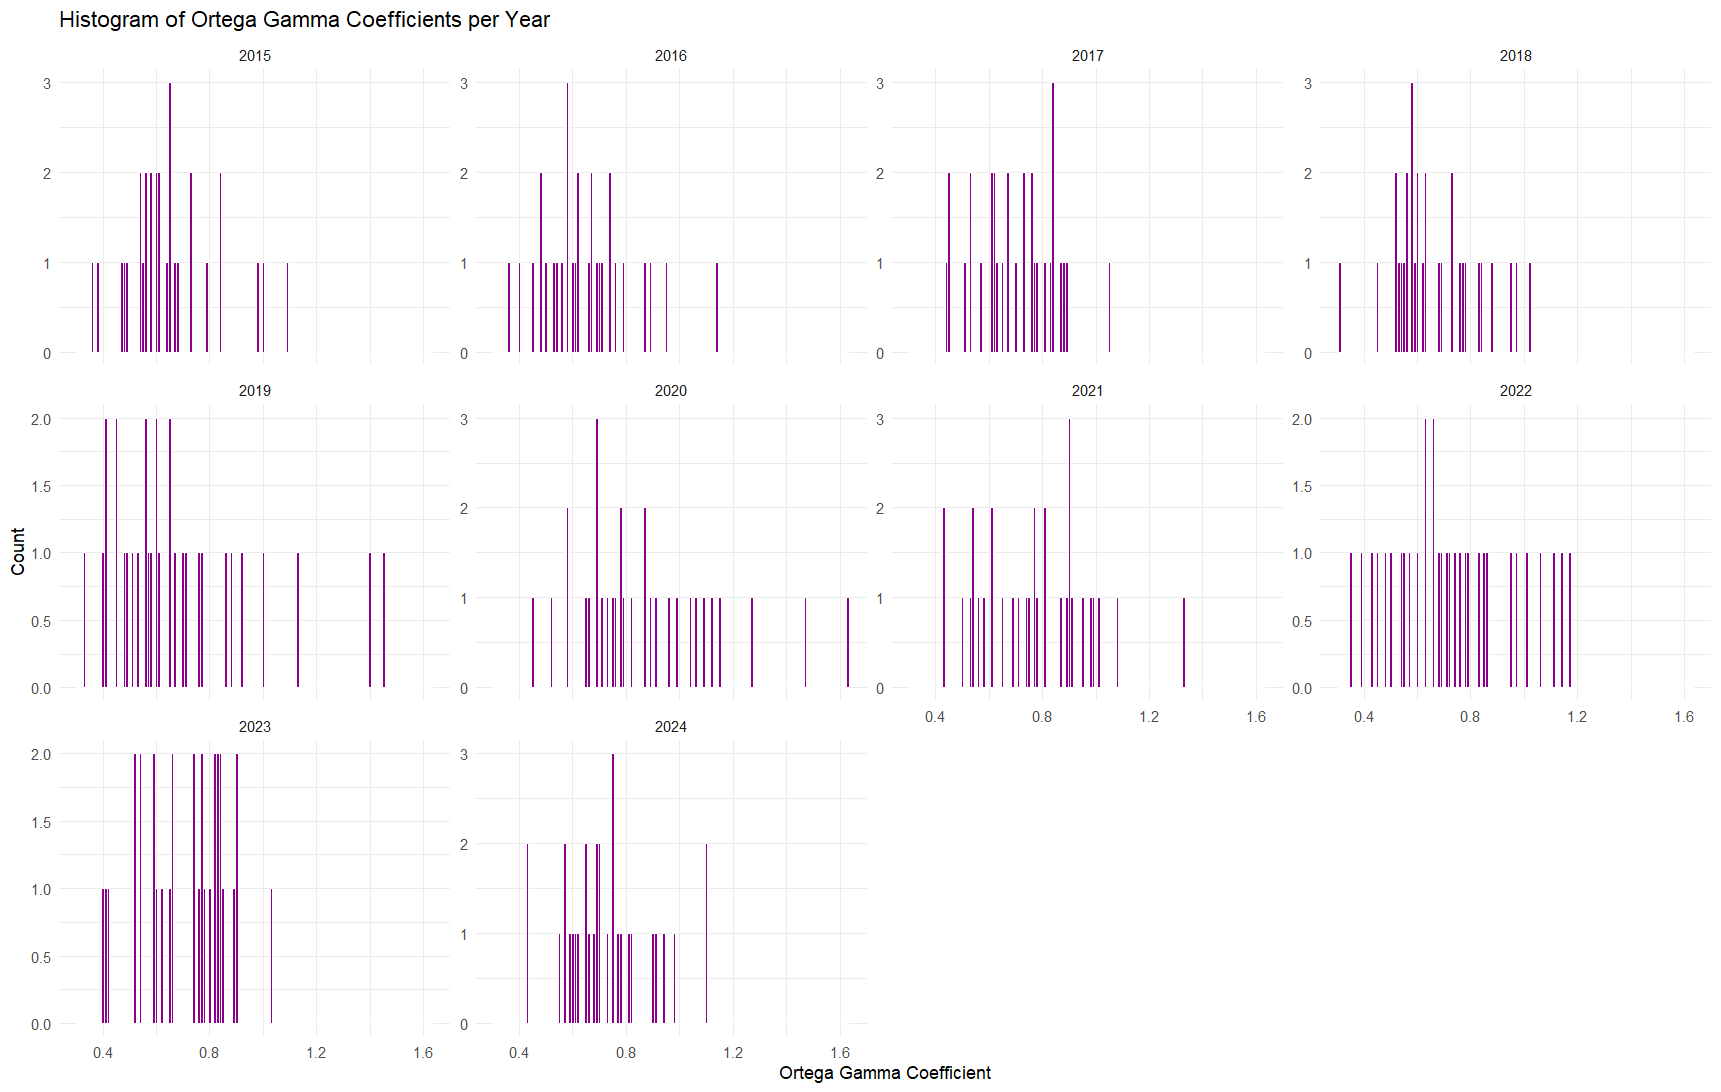 Histogram of Ortega Gamma Coefficients per Year
2015 2016 2017 2018
3 3 3 3
2 2 2 2
1 1 1 1
0 0 0 0
2019 2020 2021 2022
2.0 3 3 2.0
1.5 2 2 1.5
1.0 1 1 1.0
0.5 0.5
0.0 0 0 0.0
0.4 0.8 1.2 1.6 0.4 0.8 1.2 1.6
Count
2023 2024
2.0 3
1.5 2
1.0 1
0.5
0.0 0
0.4 0.8 1.2 1.6 0.4 0.8 1.2 1.6
Ortega Gamma Coefficient